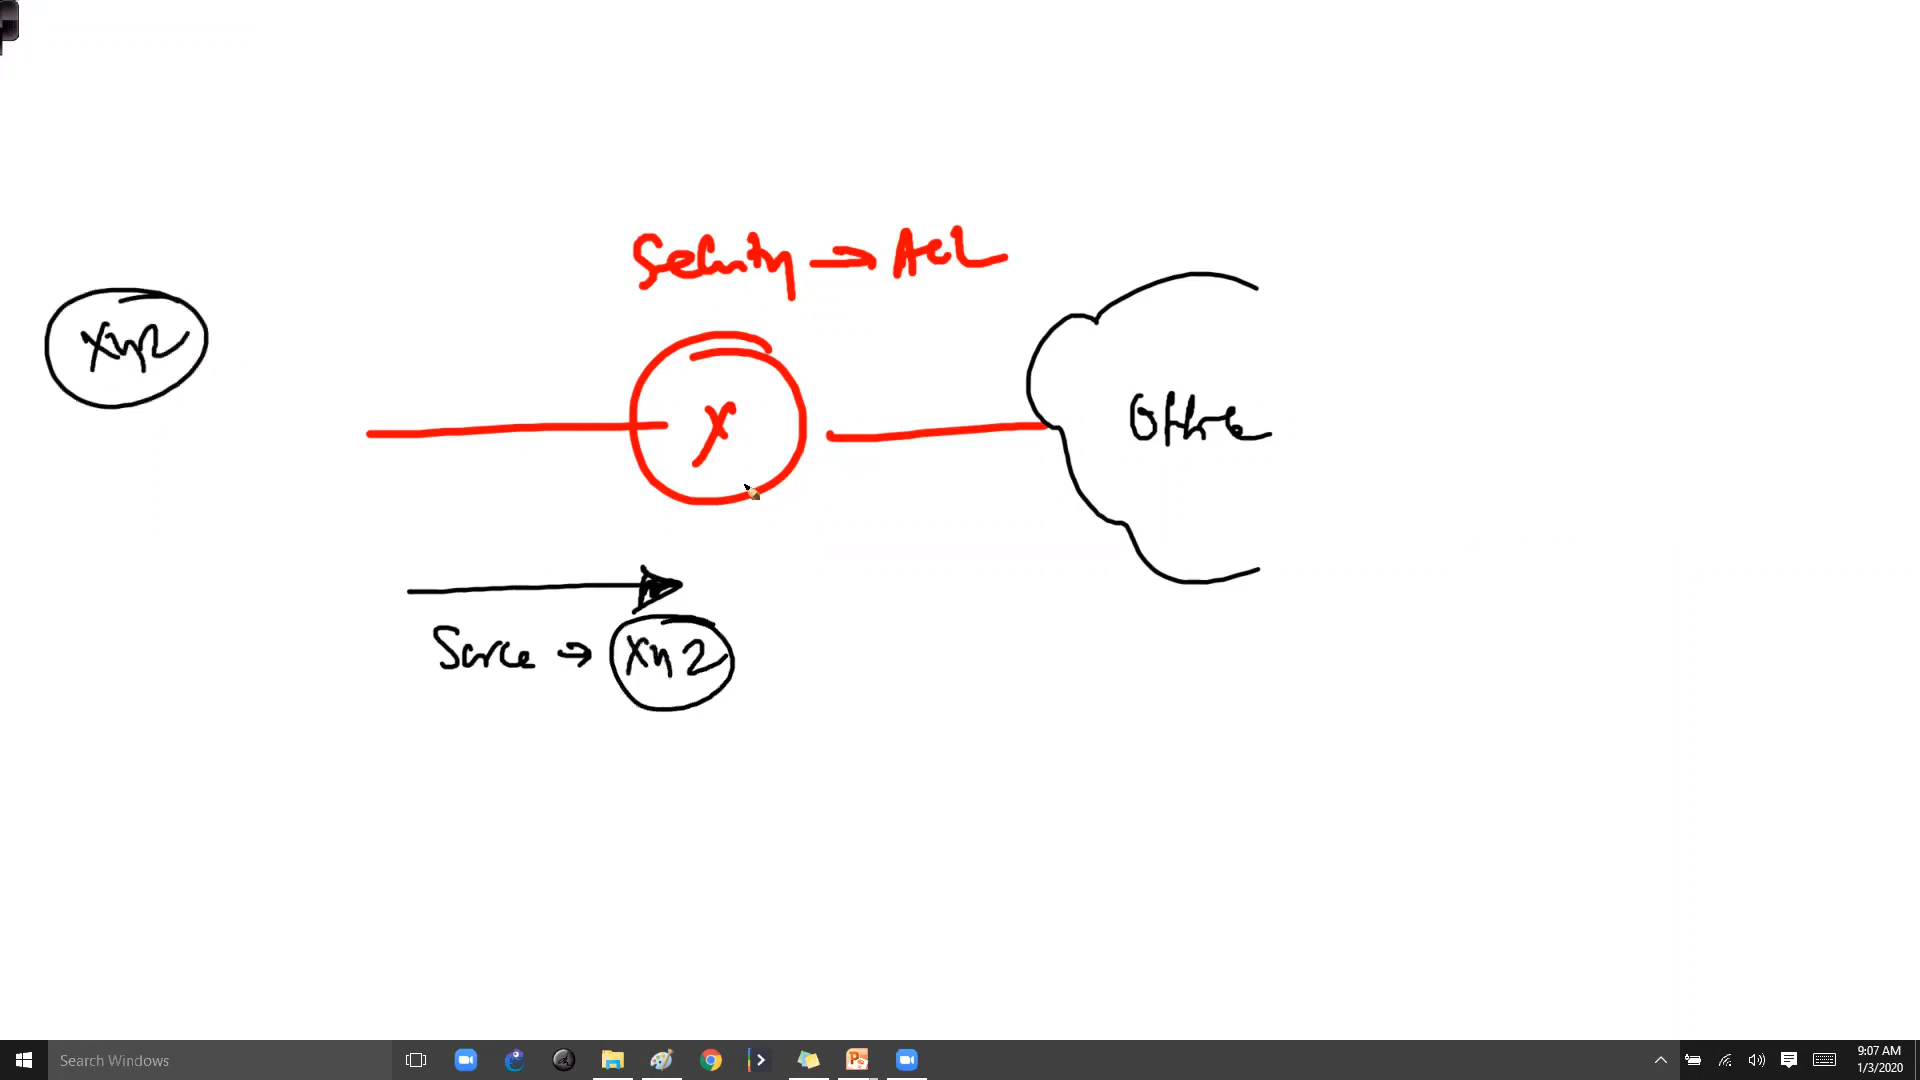 Security → ACL
Xyz
X
Office
Source → Xyz
Search Windows
9:07 AM
1/3/2020